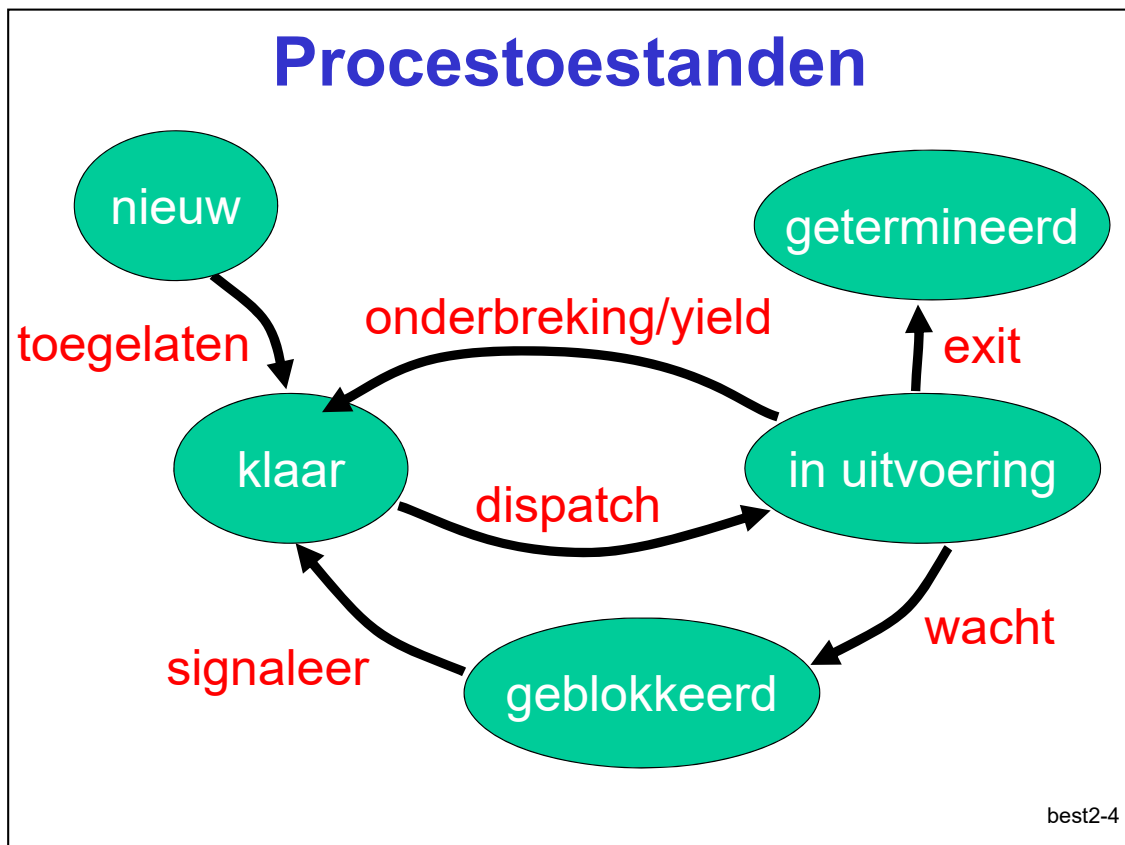 Procestoestanden
nieuw
getermineerd
toegelaten
onderbreking/yield
exit
klaar
in uitvoering
dispatch
wacht
signaleer
geblokkeerd
best2-4